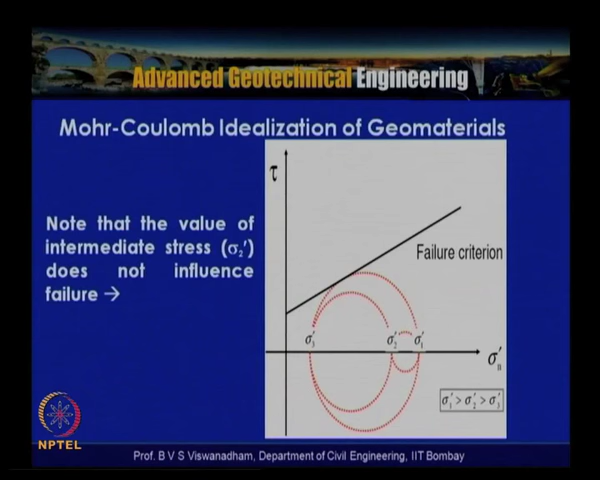 Advanced Geotechnical Engineering
Mohr-Coulomb Idealization of Geomaterials
Note that the value of
intermediate stress (σ₂′)
does not influence
failure →
τ
Failure criterion
σ₃′ σ₂′ σ₁′
σₙ′
σ₁′ > σ₂′ > σ₃′
NPTEL
Prof. B V S Viswanadham, Department of Civil Engineering, IIT Bombay